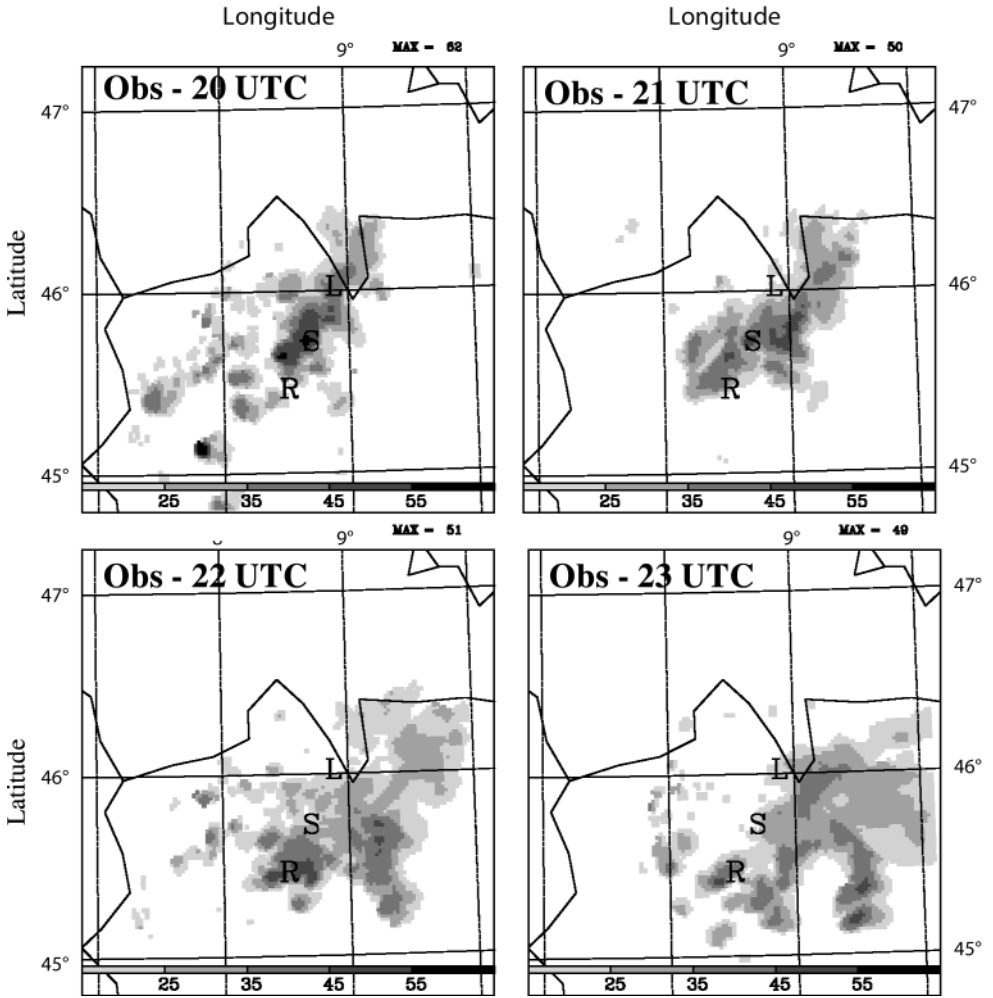 Longitude Longitude
9° MAX = 62 9° MAX = 50
Obs - 20 UTC Obs - 21 UTC
47° 47°
Latitude
46° L L
S S
R R
45° 45°
25 35 45 55 25 35 45 55
9° MAX = 51 9° MAX = 49
Obs - 22 UTC Obs - 23 UTC
47° 47°
Latitude
46° L L 46°
S S
R R
45° 45°
25 35 45 55 25 35 45 55